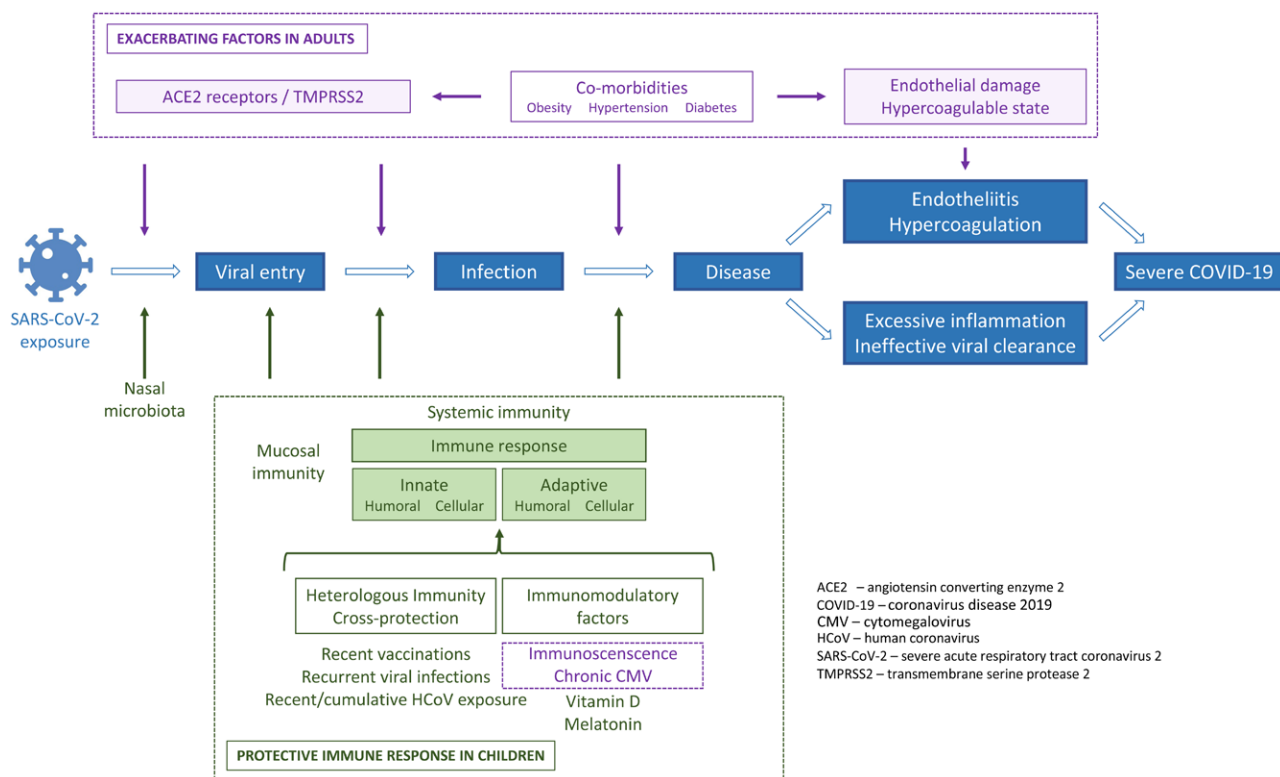 EXACERBATING FACTORS IN ADULTS
ACE2 receptors / TMPRSS2
Co-morbidities
Obesity Hypertension Diabetes
Endothelial damage
Hypercoagulable state
SARS-CoV-2
exposure
Viral entry
Infection
Disease
Endotheliitis
Hypercoagulation
Excessive inflammation
Ineffective viral clearance
Severe COVID-19
Nasal
microbiota
Systemic immunity
Mucosal
immunity
Immune response
Innate
Humoral Cellular
Adaptive
Humoral Cellular
Heterologous Immunity
Cross-protection
Immunomodulatory
factors
Recent vaccinations
Recurrent viral infections
Recent/cumulative HCoV exposure
Immunoscenscence
Chronic CMV
Vitamin D
Melatonin
PROTECTIVE IMMUNE RESPONSE IN CHILDREN
ACE2 – angiotensin converting enzyme 2
COVID-19 – coronavirus disease 2019
CMV – cytomegalovirus
HCoV – human coronavirus
SARS-CoV-2 – severe acute respiratory tract coronavirus 2
TMPRSS2 – transmembrane serine protease 2